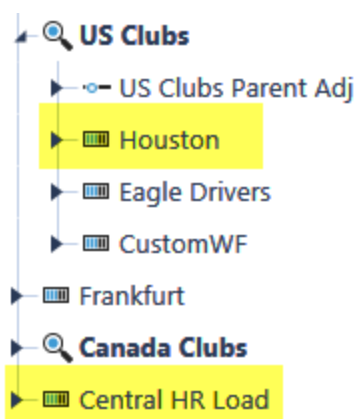 US Clubs
US Clubs Parent Adj
Houston
Eagle Drivers
CustomWF
Frankfurt
Canada Clubs
Central HR Load